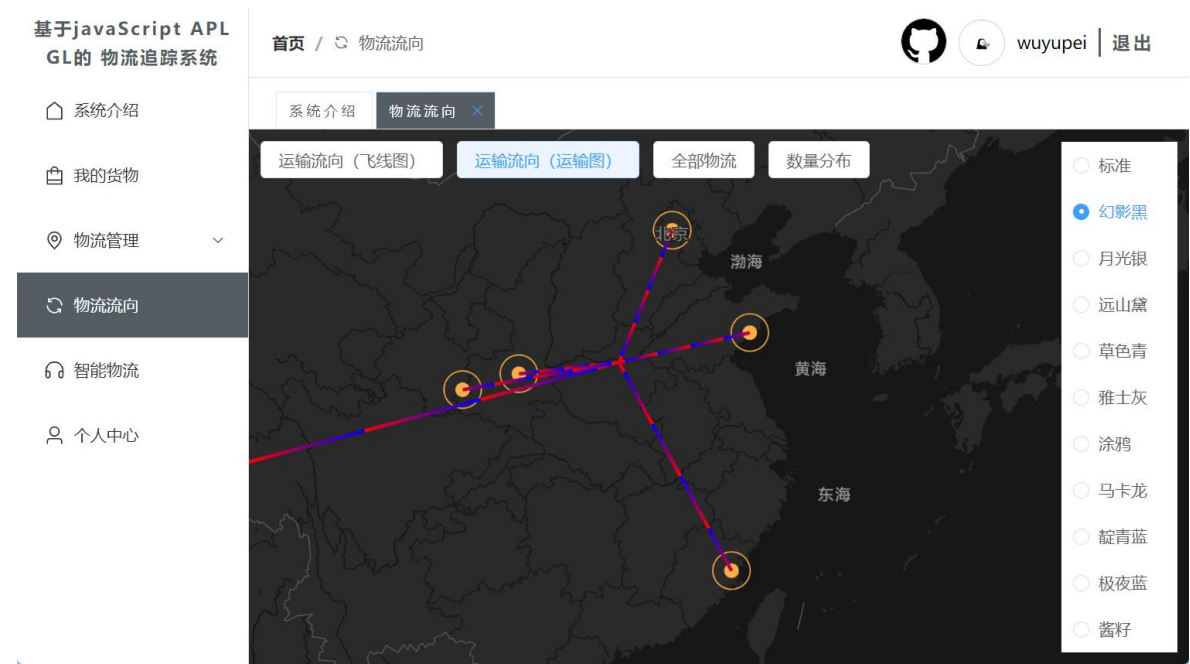 基于javaScript APL
GL的 物流追踪系统
首页 / 物流流向
wuyupei 退出
系统介绍
我的货物
物流管理
物流流向
智能物流
个人中心
系统介绍 物流流向
运输流向（飞线图） 运输流向（运输图） 全部物流 数量分布
北京
渤海
黄海
东海
标准
幻影黑
月光银
远山黛
草色青
雅士灰
涂鸦
马卡龙
靛青蓝
极夜蓝
酱籽